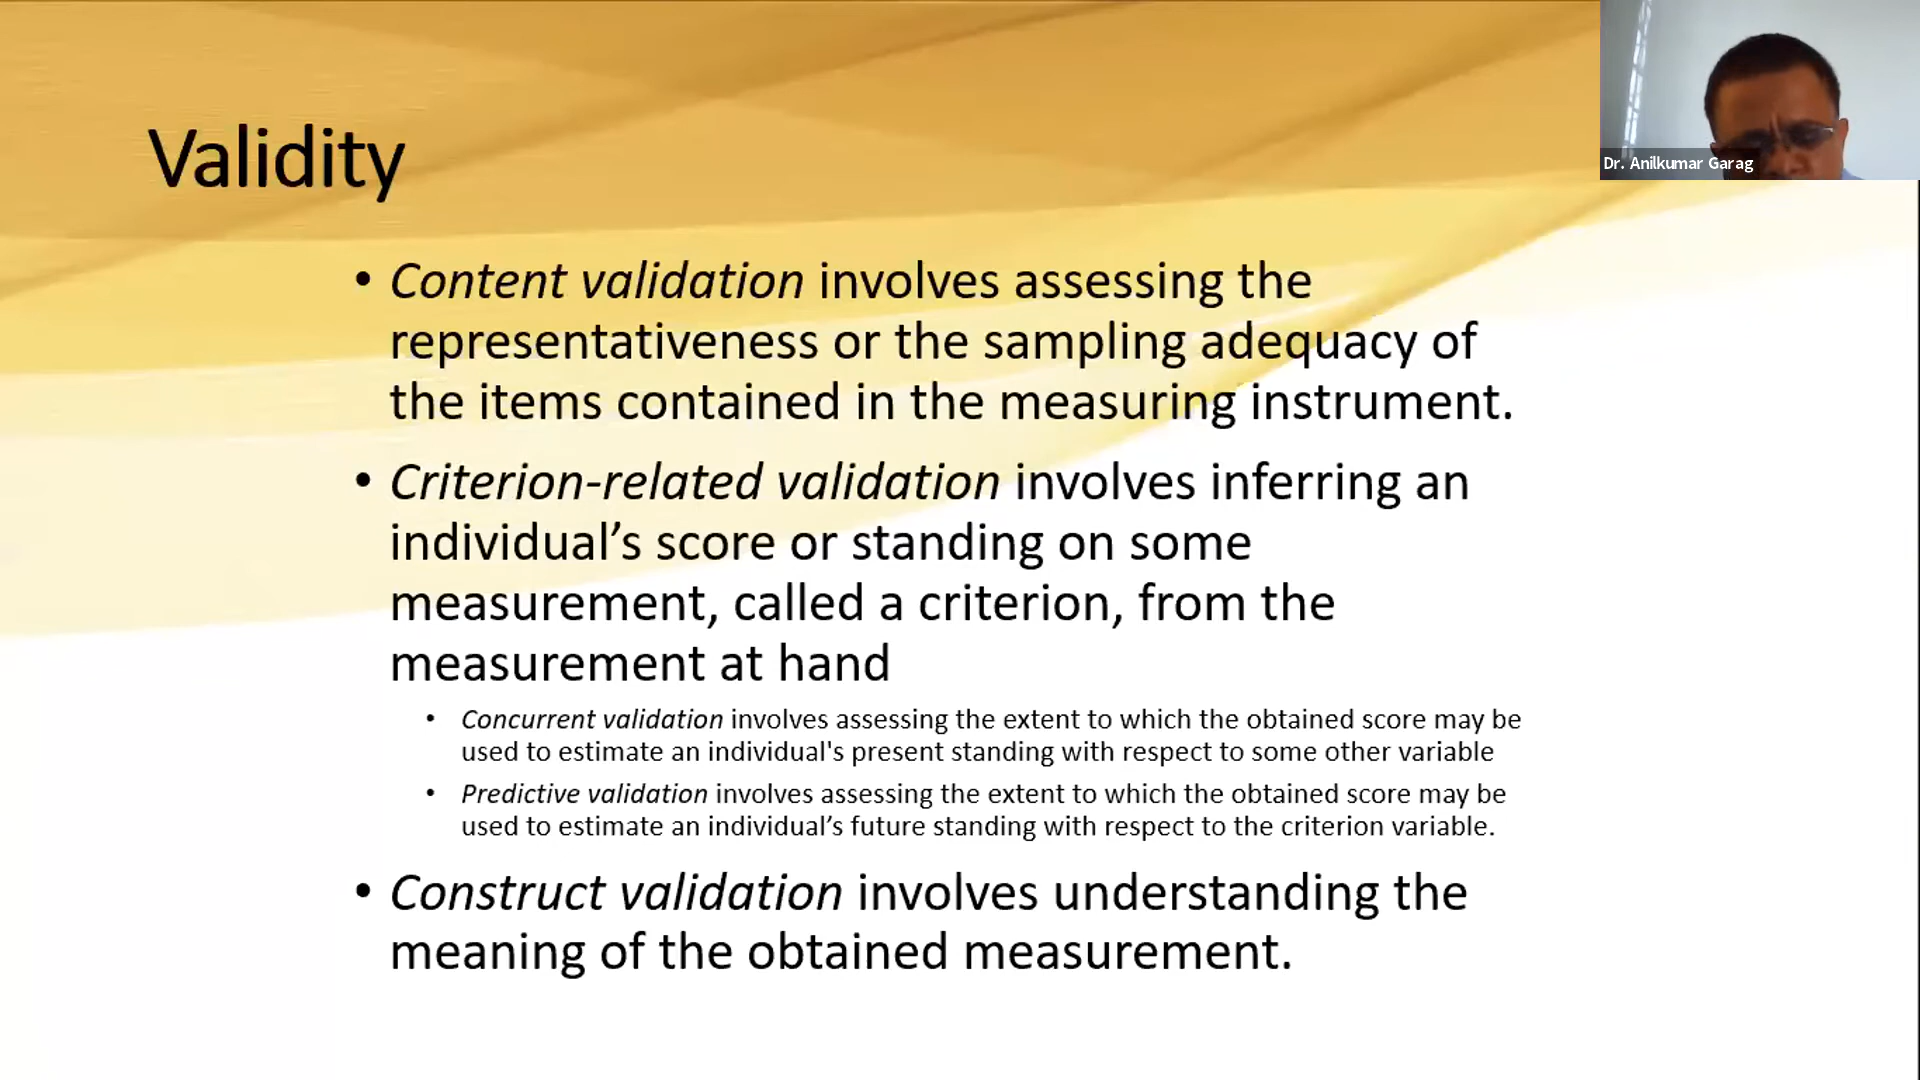 Validity
Dr. Anilkumar Garag
• Content validation involves assessing the
representativeness or the sampling adequacy of
the items contained in the measuring instrument.
• Criterion-related validation involves inferring an
individual’s score or standing on some
measurement, called a criterion, from the
measurement at hand
• Concurrent validation involves assessing the extent to which the obtained score may be
used to estimate an individual's present standing with respect to some other variable
• Predictive validation involves assessing the extent to which the obtained score may be
used to estimate an individual’s future standing with respect to the criterion variable.
• Construct validation involves understanding the
meaning of the obtained measurement.